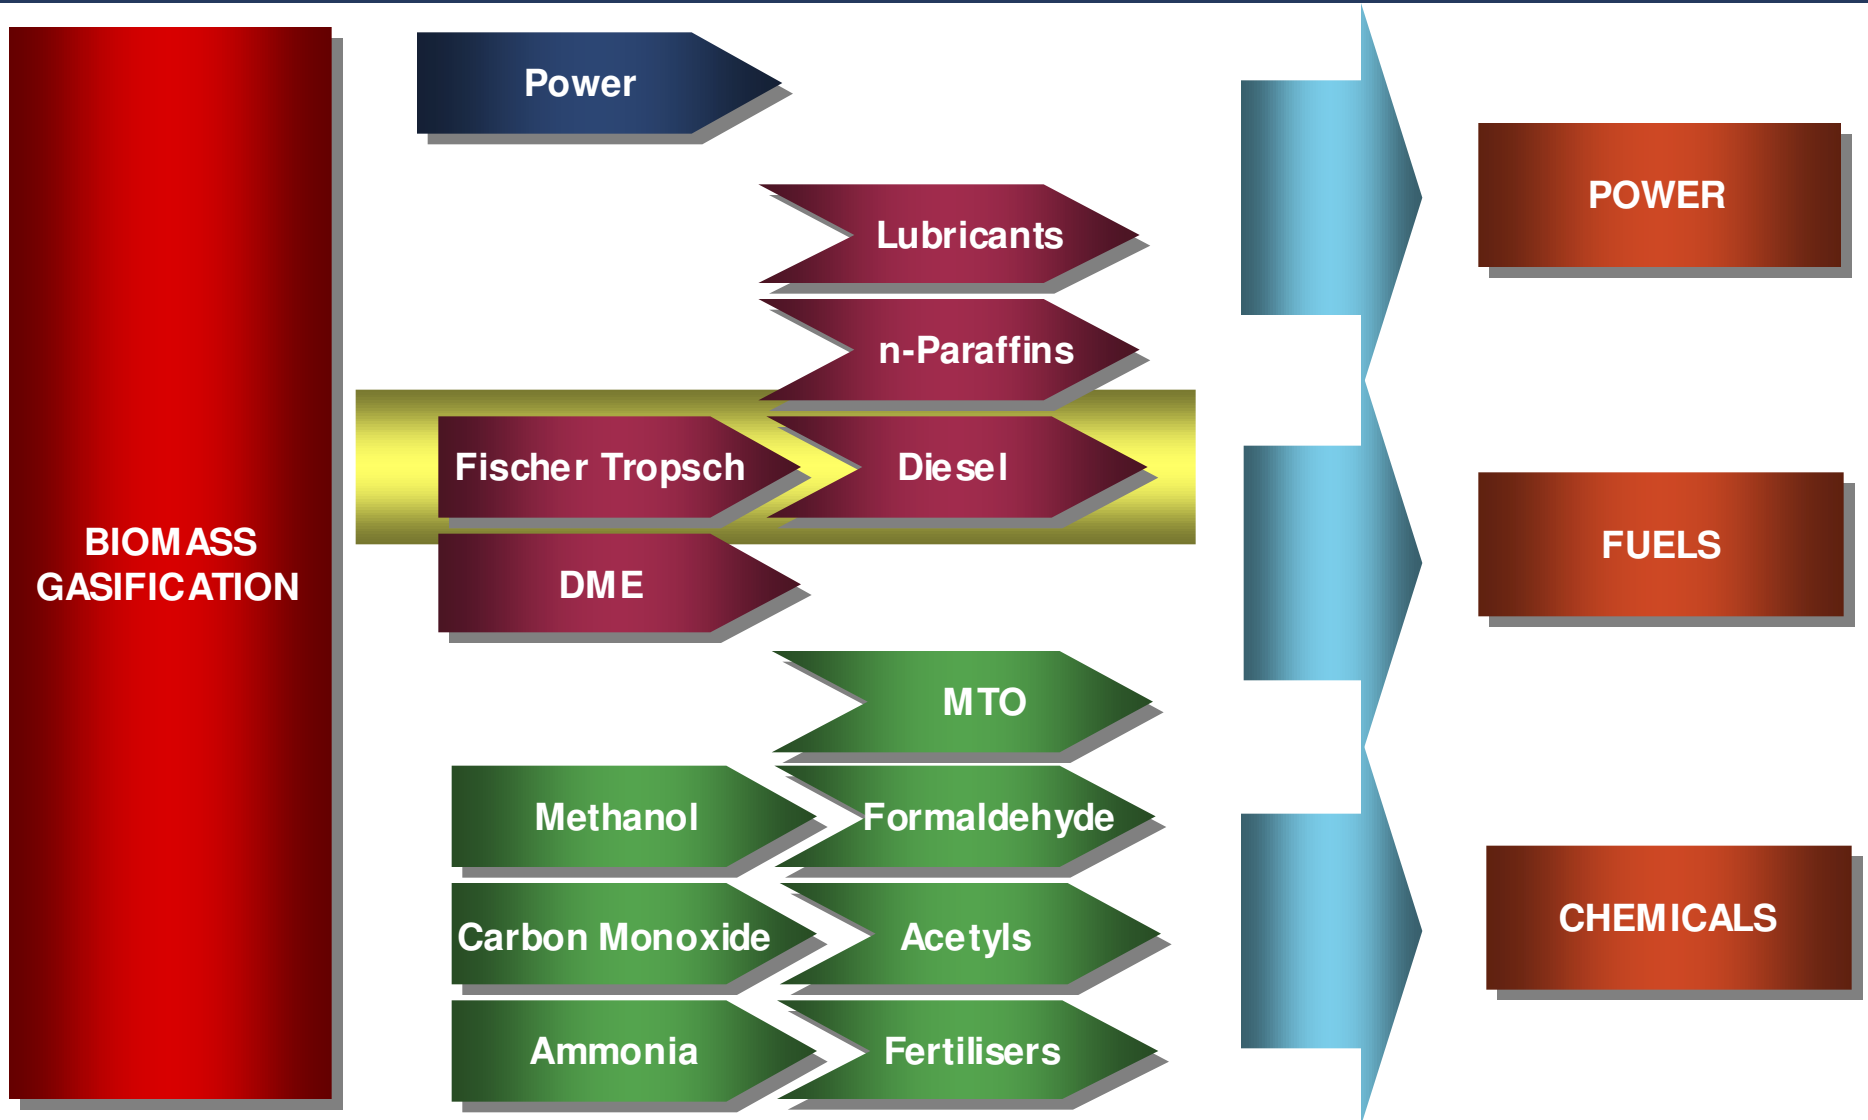 BIOMASS
GASIFICATION
Power
Lubricants
n-Paraffins
Fischer Tropsch
Diesel
DME
MTO
Methanol
Formaldehyde
Carbon Monoxide
Acetyls
Ammonia
Fertilisers
POWER
FUELS
CHEMICALS